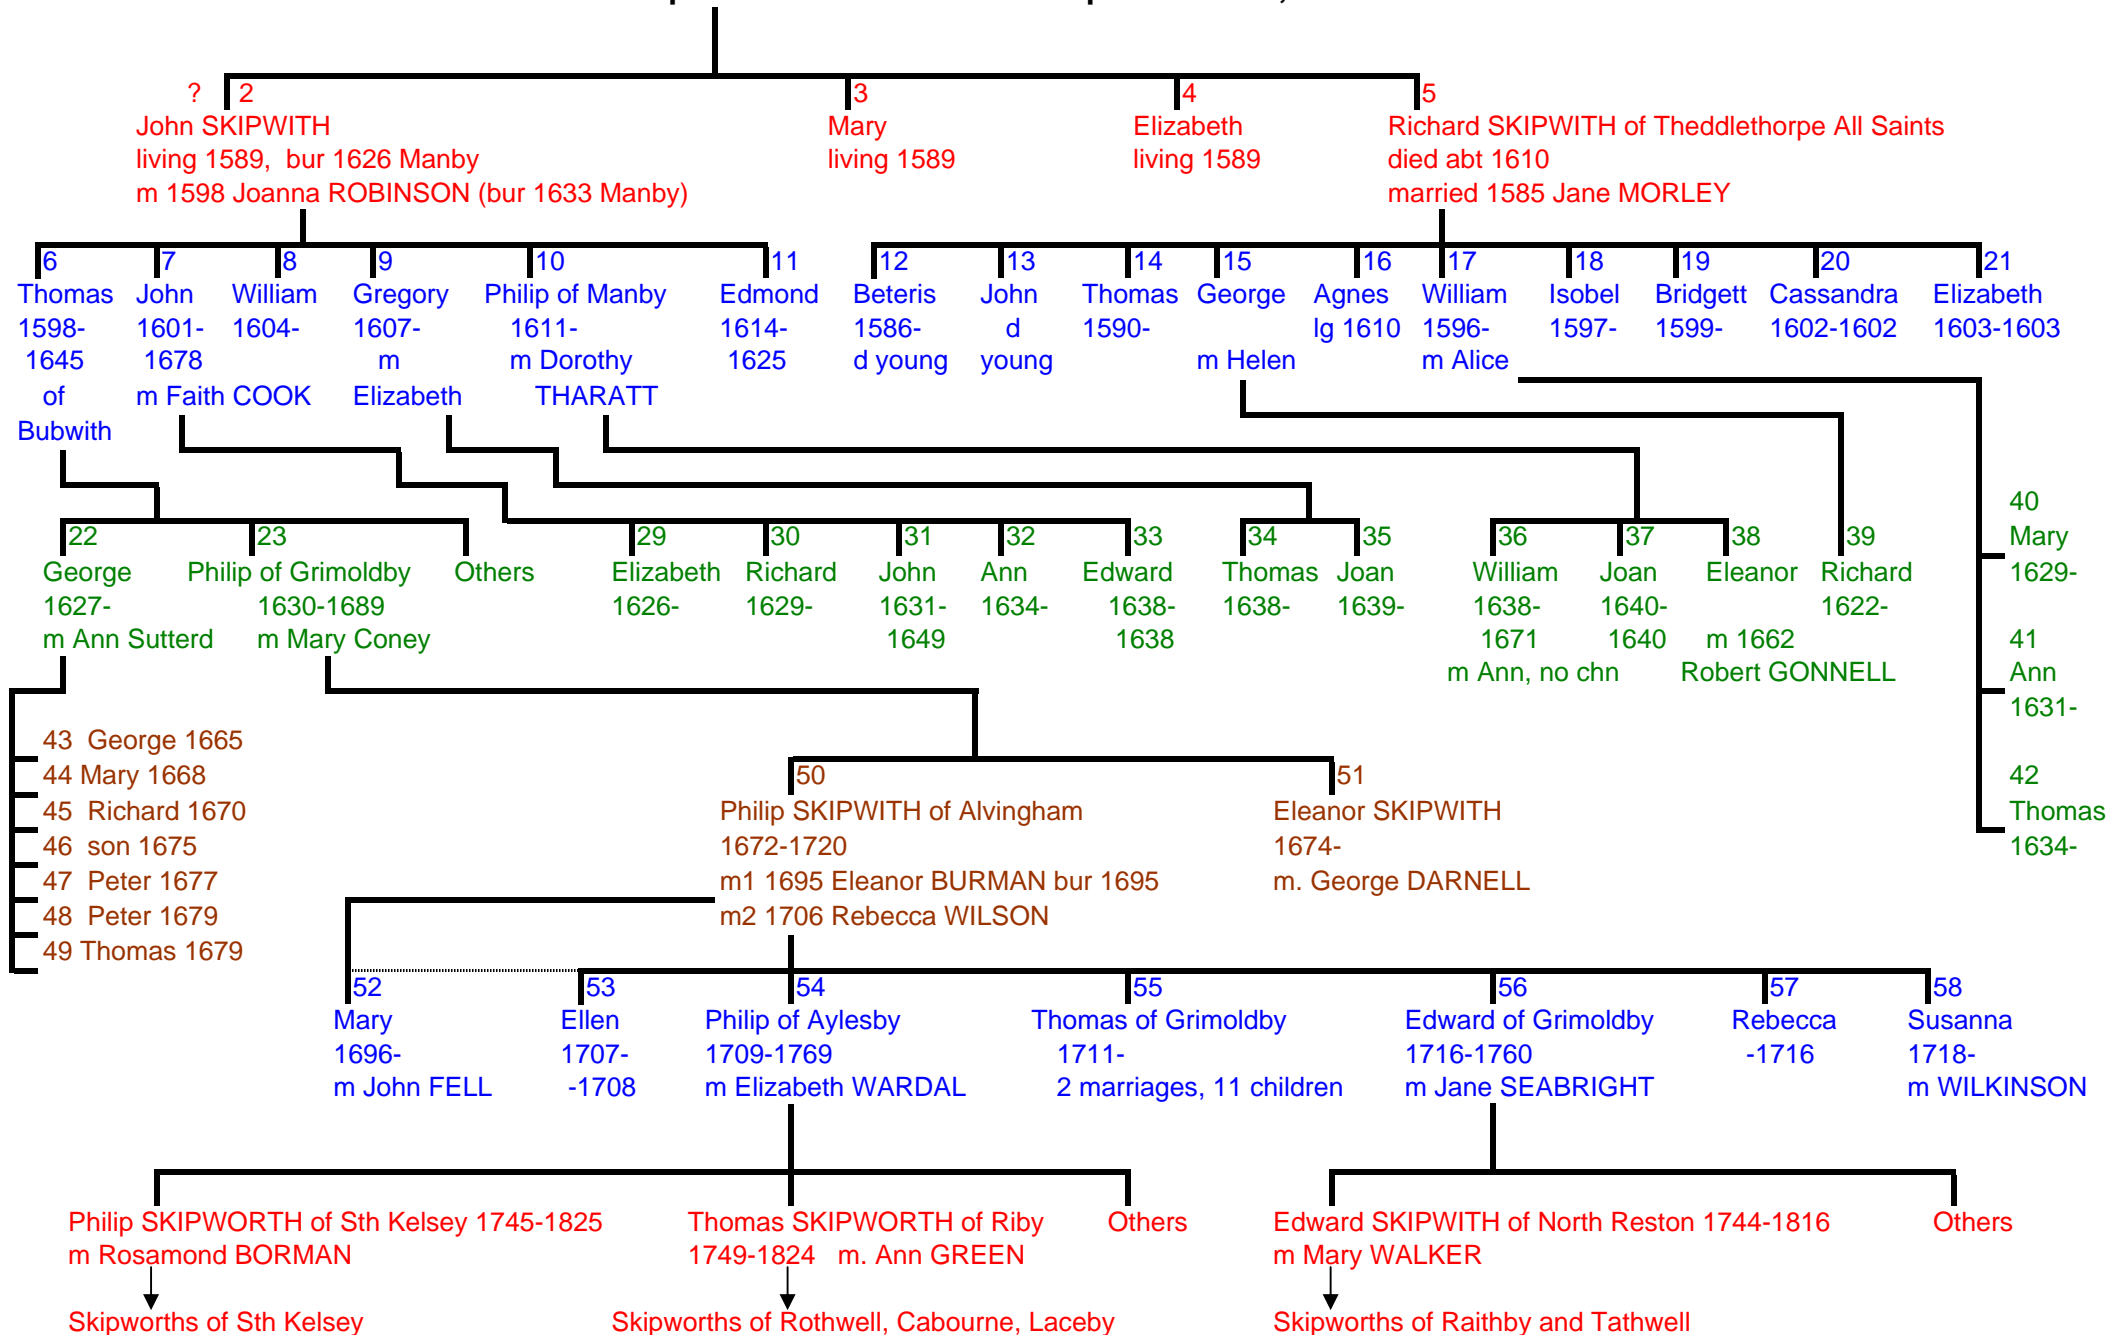 ? 2
John SKIPWITH
living 1589, bur 1626 Manby
m 1598 Joanna ROBINSON (bur 1633 Manby)
3
Mary
living 1589
4
Elizabeth
living 1589
5
Richard SKIPWITH of Theddlethorpe All Saints
died abt 1610
married 1585 Jane MORLEY
6
Thomas
1598-
1645
of
Bubwith
7
John
1601-
1678
m Faith COOK
8
William
1604-
9
Gregory
1607-
m
Elizabeth
10
Philip of Manby
1611-
m Dorothy
THARATT
11
Edmond
1614-
1625
12
Beteris
1586-
d young
13
John
d
young
14
Thomas
1590-
15
George
m Helen
16
Agnes
lg 1610
17
William
1596-
m Alice
18
Isobel
1597-
19
Bridgett
1599-
20
Cassandra
1602-1602
21
Elizabeth
1603-1603
22
George
1627-
m Ann Sutterd
23
Philip of Grimoldby
1630-1689
m Mary Coney
Others
29
Elizabeth
1626-
30
Richard
1629-
31
John
1631-
1649
32
Ann
1634-
33
Edward
1638-
1638
34
Thomas
1638-
35
Joan
1639-
36
William
1638-
1671
m Ann, no chn
37
Joan
1640-
1640
38
Eleanor
m 1662
Robert GONNELL
39
Richard
1622-
40
Mary
1629-
41
Ann
1631-
42
Thomas
1634-
43 George 1665
44 Mary 1668
45 Richard 1670
46 son 1675
47 Peter 1677
48 Peter 1679
49 Thomas 1679
50
Philip SKIPWITH of Alvingham
1672-1720
m1 1695 Eleanor BURMAN bur 1695
m2 1706 Rebecca WILSON
51
Eleanor SKIPWITH
1674-
m. George DARNELL
52
Mary
1696-
m John FELL
53
Ellen
1707-
-1708
54
Philip of Aylesby
1709-1769
m Elizabeth WARDAL
55
Thomas of Grimoldby
1711-
2 marriages, 11 children
56
Edward of Grimoldby
1716-1760
m Jane SEABRIGHT
57
Rebecca
-1716
58
Susanna
1718-
m WILKINSON
Philip SKIPWORTH of Sth Kelsey 1745-1825
m Rosamond BORMAN
Skipworths of Sth Kelsey
Thomas SKIPWORTH of Riby
1749-1824 m. Ann GREEN
Skipworths of Rothwell, Cabourne, Laceby
Others
Edward SKIPWITH of North Reston 1744-1816
m Mary WALKER
Skipworths of Raithby and Tathwell
Others